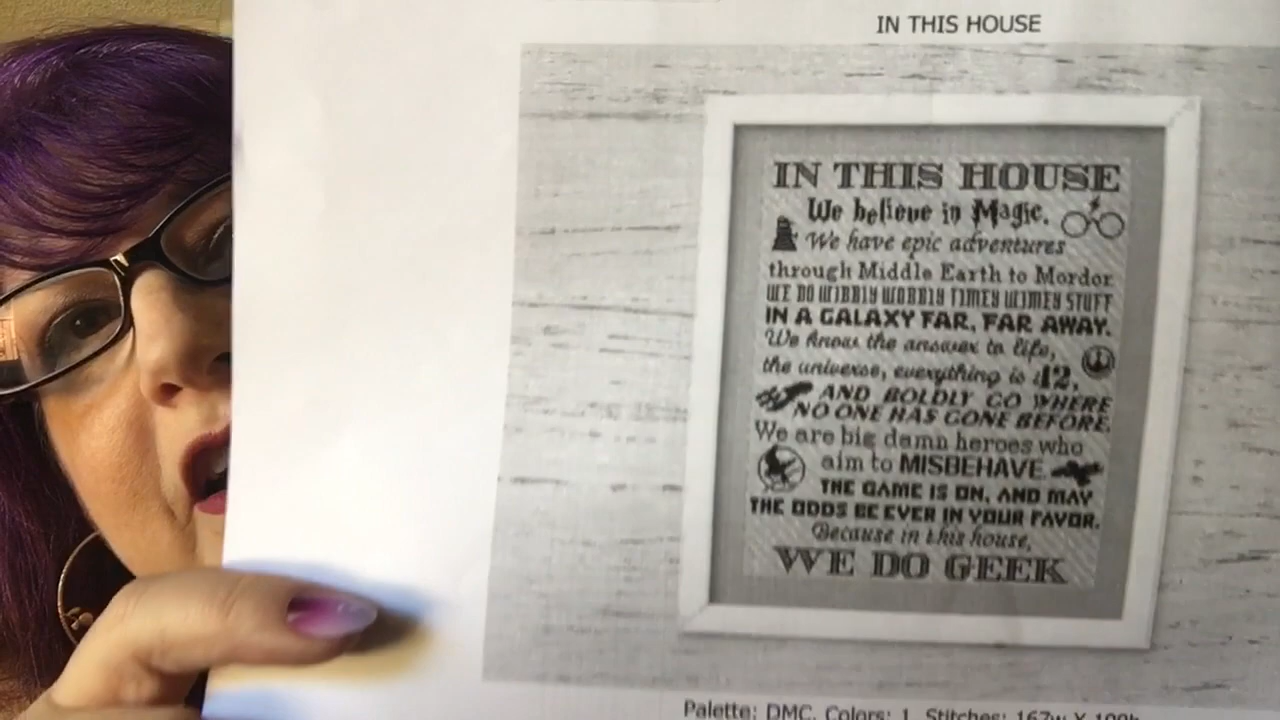 IN THIS HOUSE
IN THIS HOUSE
We believe in Magic.
We have epic adventures
through Middle Earth to Mordor
WE DO WIBBLY WOBBLY TIMEY WIMEY STUFF
IN A GALAXY FAR, FAR AWAY.
We know the answer to life,
the universe, everything is 42,
AND BOLDLY GO WHERE
NO ONE HAS GONE BEFORE.
We are big damn heroes who
aim to MISBEHAVE.
THE GAME IS ON, AND MAY
THE ODDS BE EVER IN YOUR FAVOR.
Because in this house,
WE DO GEEK
Palette: DMC, Colors: 1, Stitches: 167w X